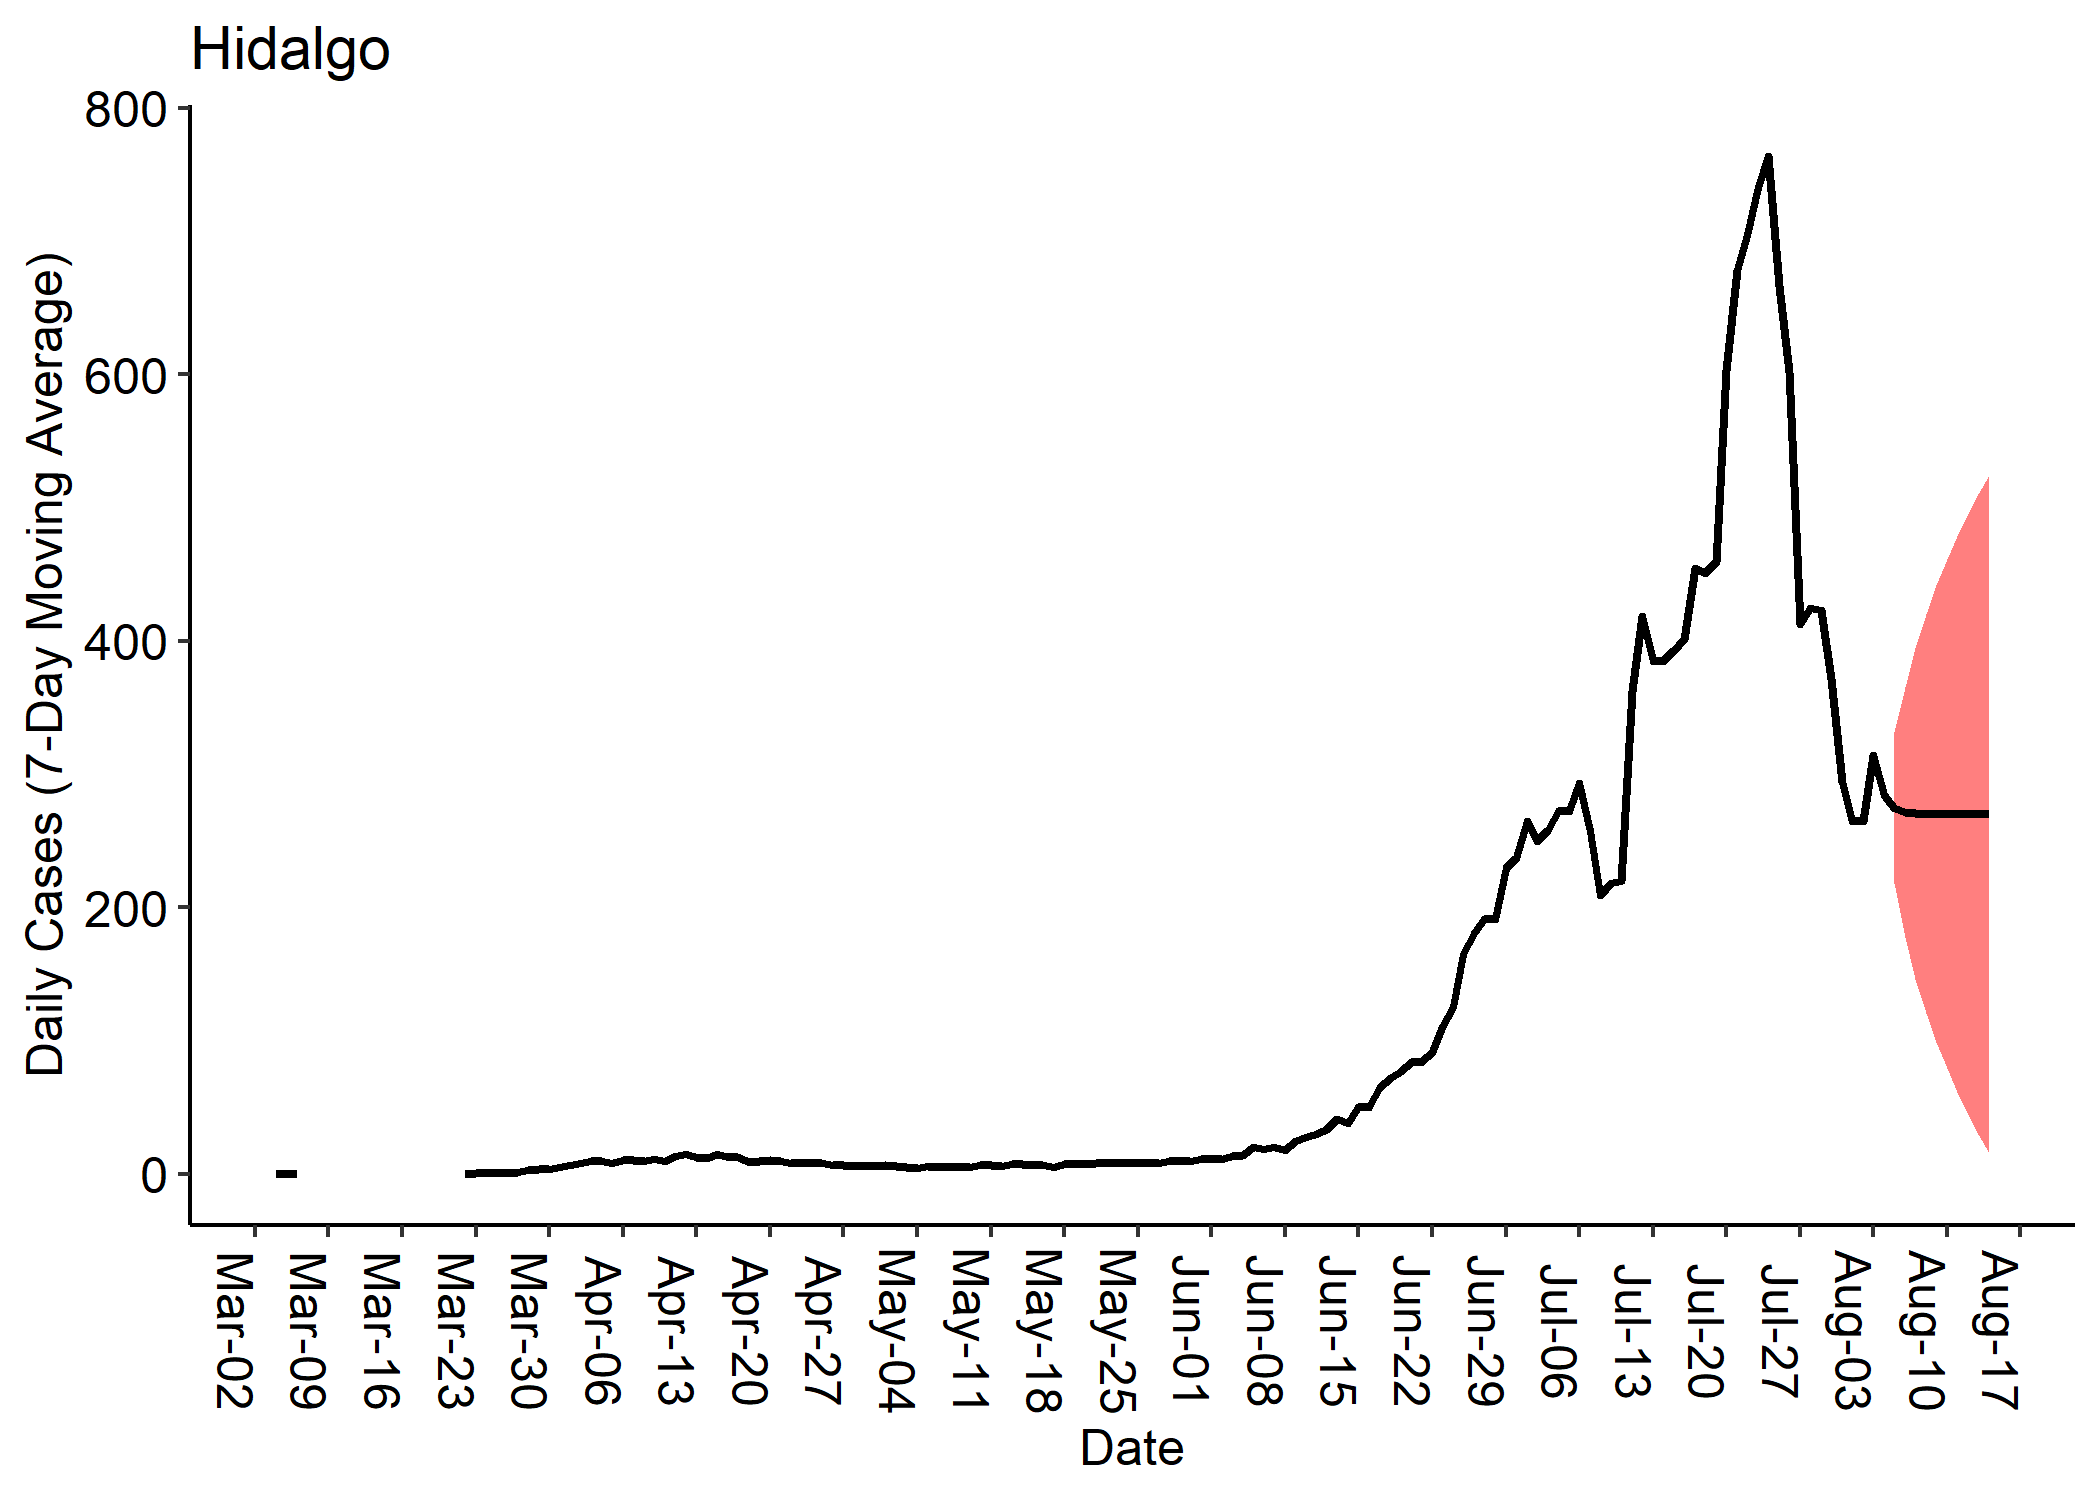 Hidalgo
Daily Cases (7-Day Moving Average)
800
600
400
200
0
Mar-02
Mar-09
Mar-16
Mar-23
Mar-30
Apr-06
Apr-13
Apr-20
Apr-27
May-04
May-11
May-18
May-25
Jun-01
Jun-08
Jun-15
Jun-22
Jun-29
Jul-06
Jul-13
Jul-20
Jul-27
Aug-03
Aug-10
Aug-17
Date